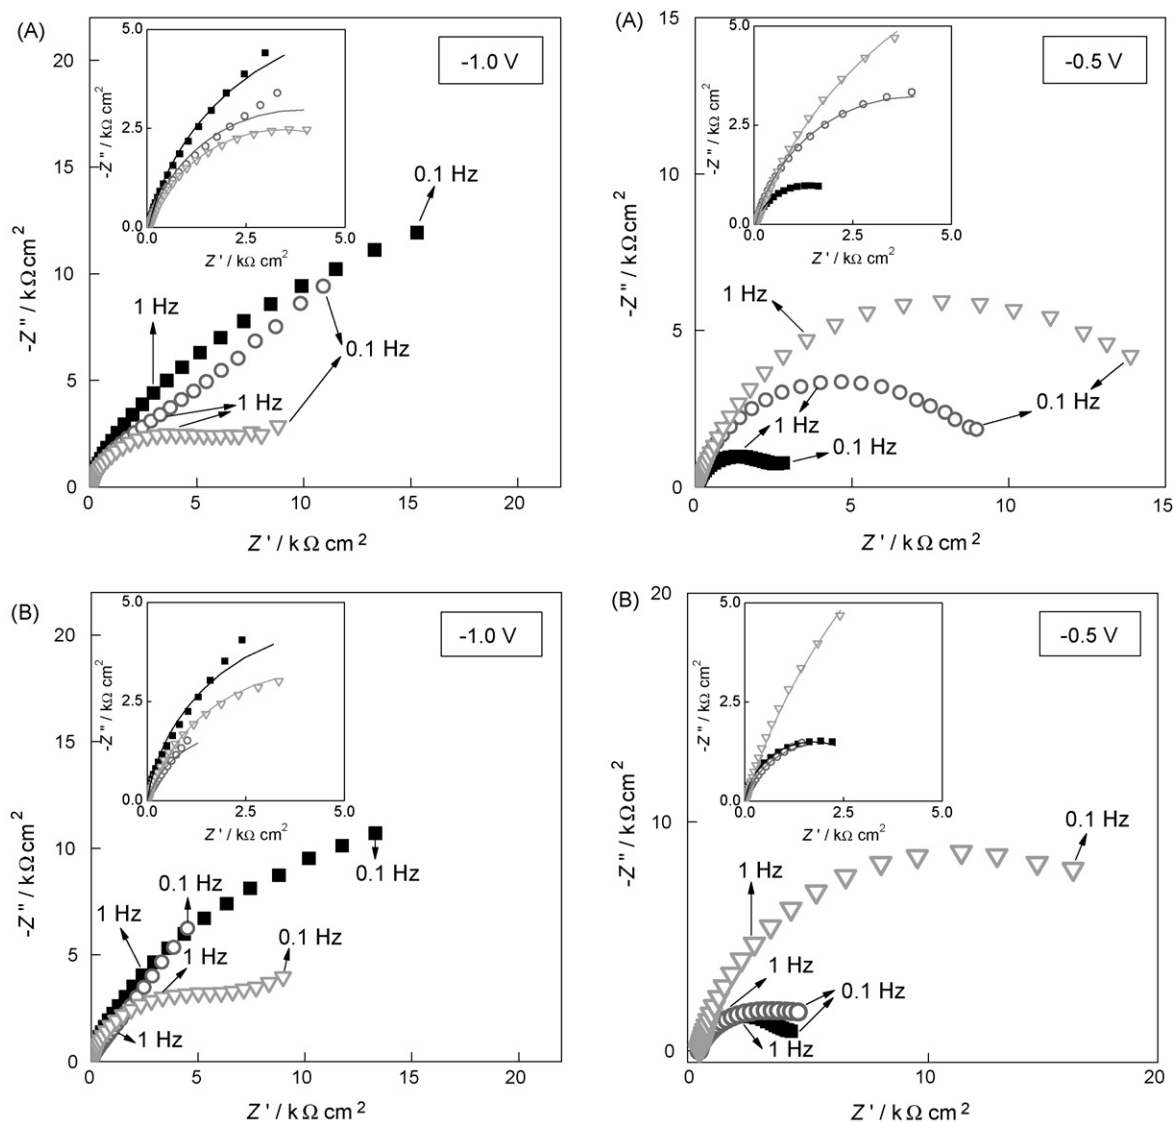 (A)
-1.0 V
-Z" / kΩ cm²
20
15
10
5
0
0 5 10 15 20
Z' / kΩ cm²
5.0
2.5
0.0
0.0 2.5 5.0
-Z" / kΩ cm²
Z' / kΩ cm²
0.1 Hz
1 Hz
0.1 Hz
1 Hz
(A)
-0.5 V
-Z" / kΩ cm²
15
10
5
0
0 5 10 15
Z' / kΩ cm²
5.0
2.5
0.0
0.0 2.5 5.0
-Z" / kΩ cm²
Z' / kΩ cm²
1 Hz
0.1 Hz
1 Hz
0.1 Hz
(B)
-1.0 V
-Z" / kΩcm²
20
15
10
5
0
0 5 10 15 20
Z' / kΩ cm²
5.0
2.5
0.0
0.0 2.5 5.0
-Z" / kΩ cm²
Z' / kΩ cm²
0.1 Hz
0.1 Hz
1 Hz
1 Hz
0.1 Hz
1 Hz
(B)
-0.5 V
-Z" / kΩcm²
20
10
0
0 10 20
Z' / kΩ cm²
5.0
2.5
0.0
0.0 2.5 5.0
-Z" / kΩ cm²
Z' / kΩ cm²
0.1 Hz
1 Hz
1 Hz
0.1 Hz
1 Hz